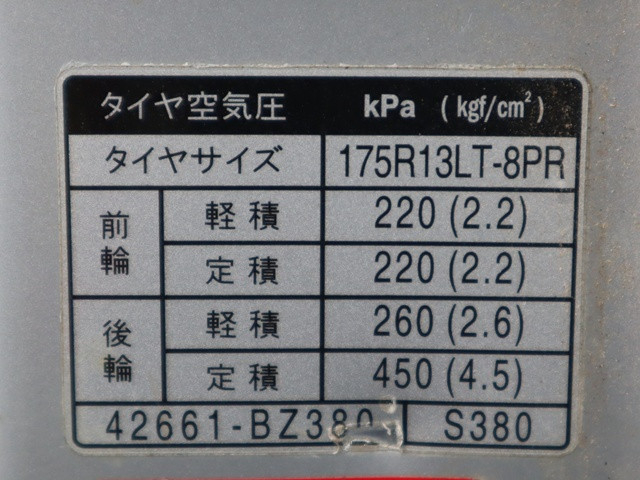 タイヤ空気圧 kPa ( kgf/cm² )
タイヤサイズ 175R13LT-8PR
前輪 軽積 220 (2.2)
定積 220 (2.2)
後輪 軽積 260 (2.6)
定積 450 (4.5)
42661-BZ380 S380